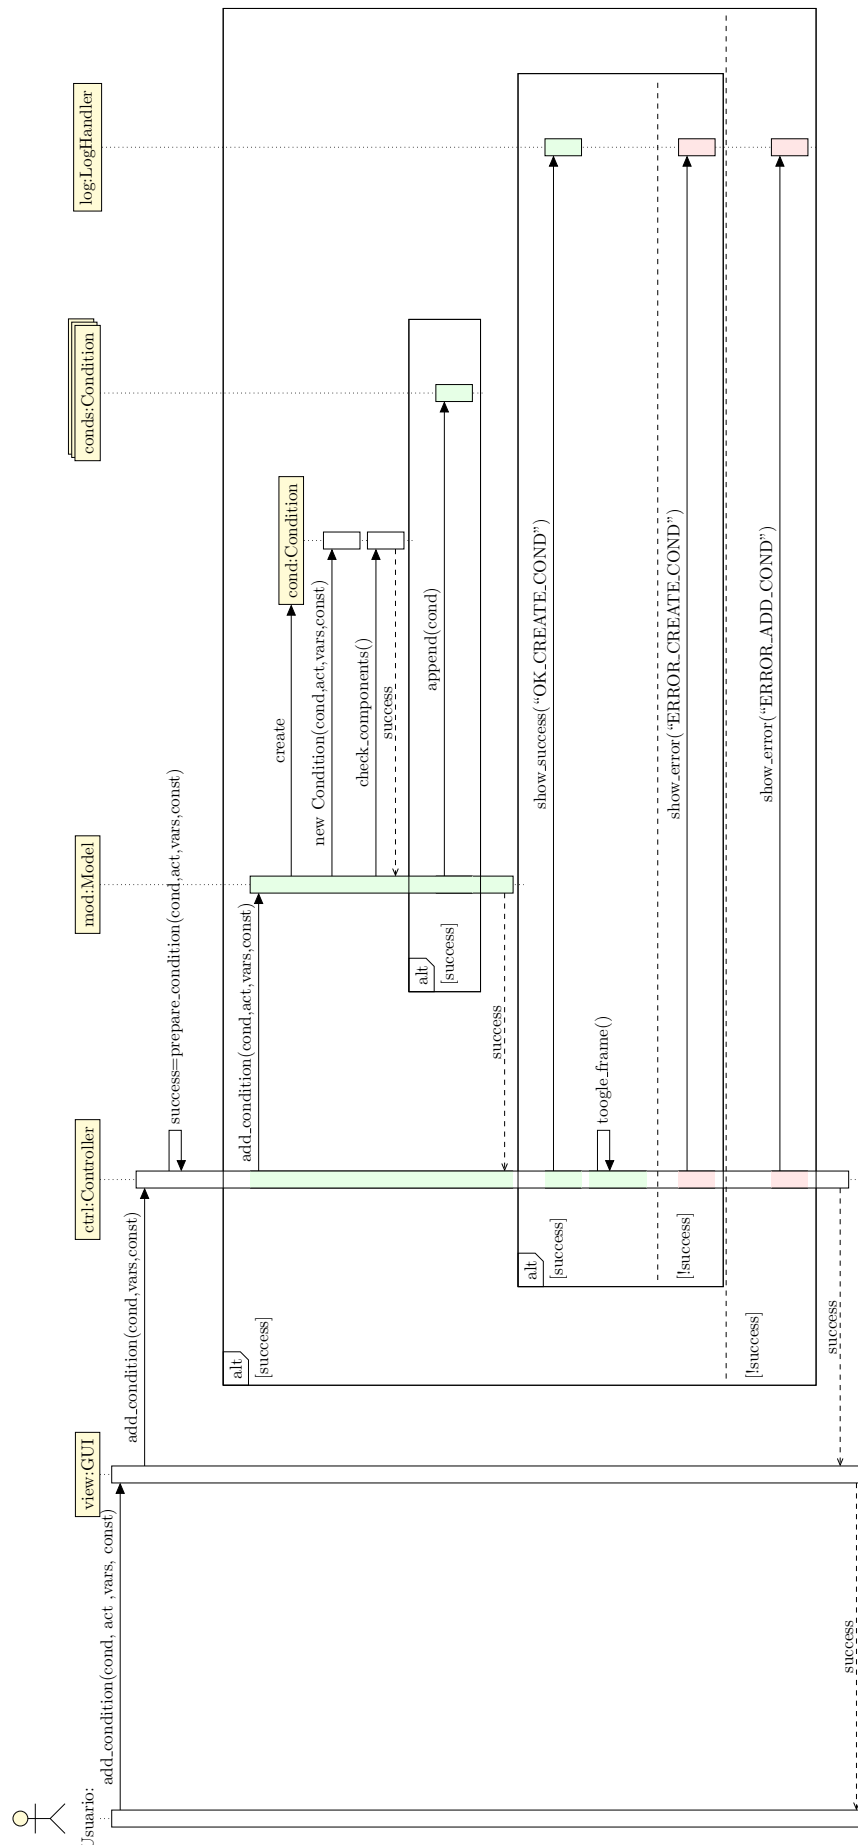 Usuario:
view:GUI
ctrl:Controller
mod:Model
conds:Condition
log:LogHandler
add_condition(cond, act ,vars, const)
add_condition(cond,vars,const)
success=prepare_condition(cond,act,vars,const)
alt
[success]
add_condition(cond,act,vars,const)
create
cond:Condition
new Condition(cond,act,vars,const)
check_components()
success
alt
[success]
append(cond)
success
alt
[success]
show_success(“OK_CREATE_COND”)
toogle_frame()
[!success]
show_error(“ERROR_CREATE_COND”)
[!success]
show_error(“ERROR_ADD_COND”)
success
success